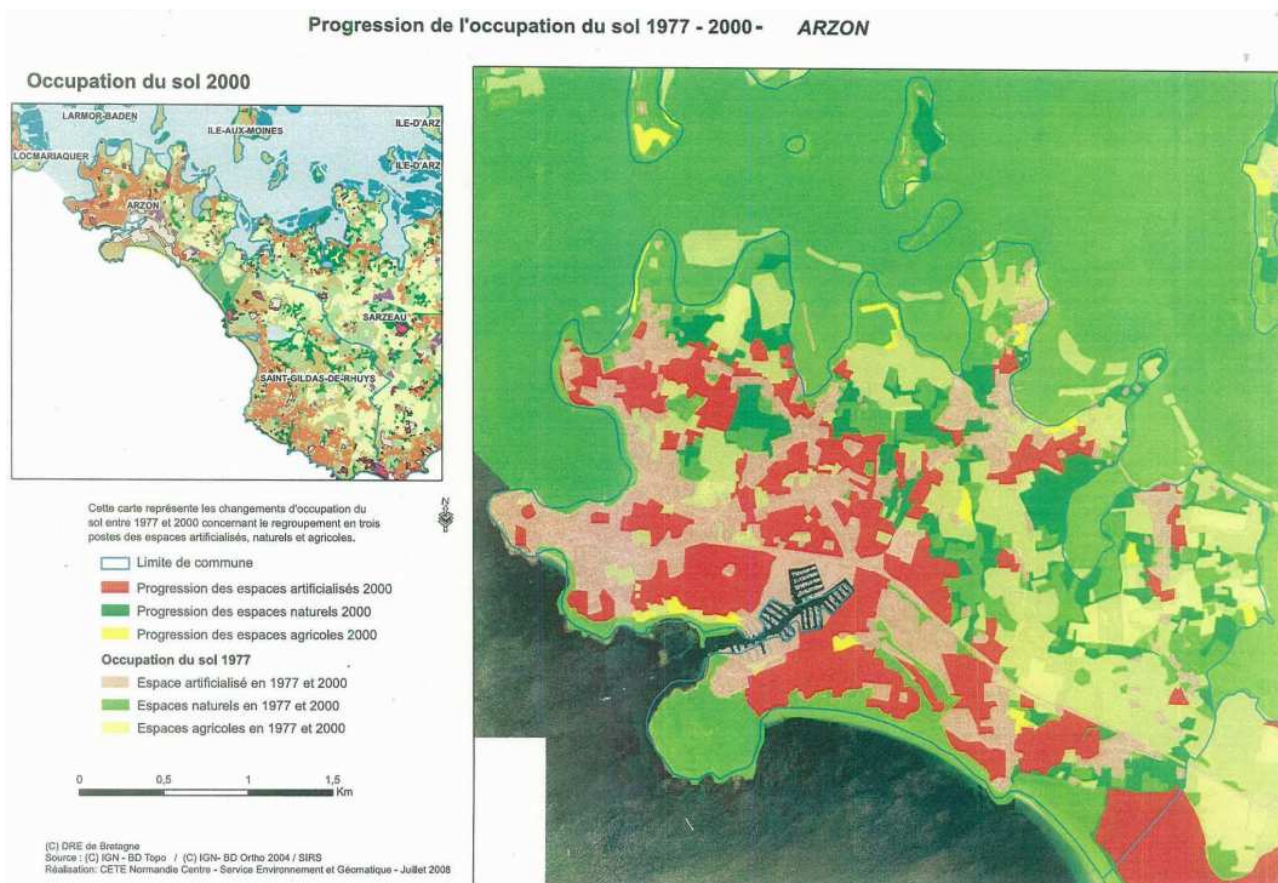 Progression de l'occupation du sol 1977 - 2000 - ARZON
Occupation du sol 2000
LARMOR-BADEN
ILE-AUX-MOINES
ILE-D'ARZ
LOCMARIAQUER
ILE-D'ARZ
ARZON
SARZEAU
SAINT-GILDAS-DE-RHUYS
Cette carte représente les changements d'occupation du
sol entre 1977 et 2000 concernant le regroupement en trois
postes des espaces artificialisés, naturels et agricoles.
N
Limite de commune
Progression des espaces artificialisés 2000
Progression des espaces naturels 2000
Progression des espaces agricoles 2000
Occupation du sol 1977
Espace artificialisé en 1977 et 2000
Espaces naturels en 1977 et 2000
Espaces agricoles en 1977 et 2000
0 0,5 1 1,5
Km
(C) DRE de Bretagne
Source : (C) IGN - BD Topo / (C) IGN- BD Ortho 2004 / SIRS
Réalisation: CETE Normandie Centre - Service Environnement et Géomatique - Juillet 2008